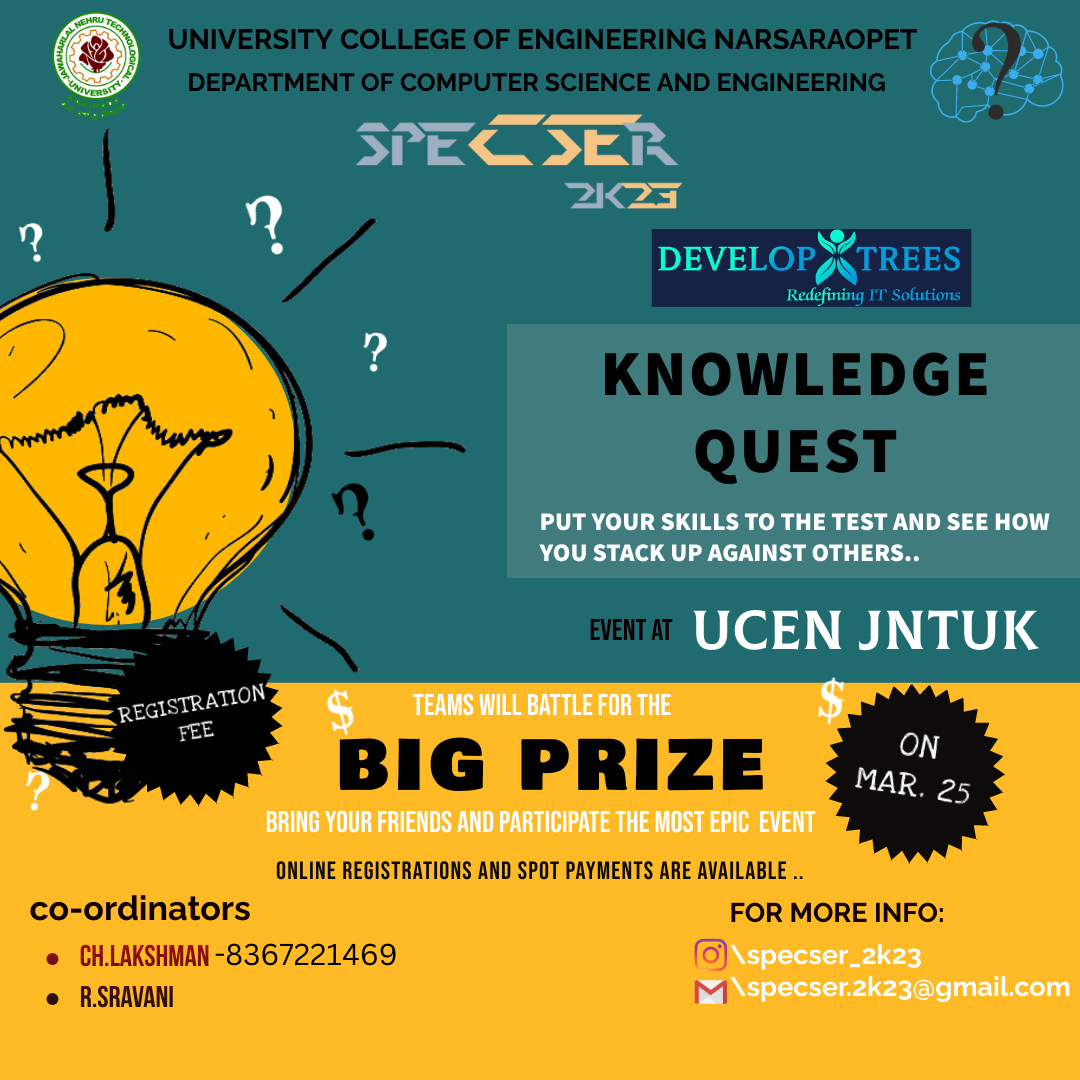 JAWAHARLAL NEHRU TECHNOLOGICAL UNIVERSITY
UNIVERSITY COLLEGE OF ENGINEERING NARSARAOPET
DEPARTMENT OF COMPUTER SCIENCE AND ENGINEERING
SPECSER
2K23
DEVELOP TREES
Redefining IT Solutions
KNOWLEDGE
QUEST
PUT YOUR SKILLS TO THE TEST AND SEE HOW
YOU STACK UP AGAINST OTHERS..
EVENT AT UCEN JNTUK
REGISTRATION
FEE
TEAMS WILL BATTLE FOR THE
BIG PRIZE
BRING YOUR FRIENDS AND PARTICIPATE THE MOST EPIC EVENT
ON
MAR. 25
ONLINE REGISTRATIONS AND SPOT PAYMENTS ARE AVAILABLE ..
co-ordinators
CH.LAKSHMAN -8367221469
R.SRAVANI
FOR MORE INFO:
\specser_2k23
\specser.2k23@gmail.com